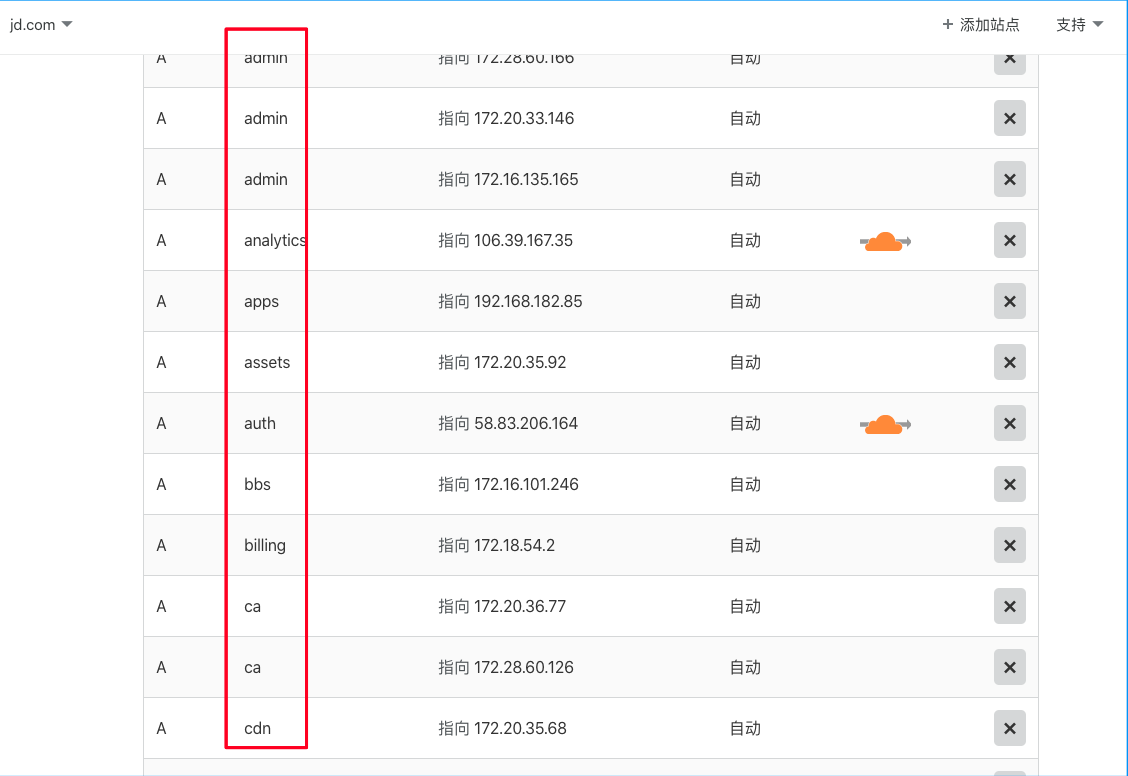 jd.com
+ 添加站点 支持
A admin 指向 172.28.60.166 自动
A admin 指向 172.20.33.146 自动
A admin 指向 172.16.135.165 自动
A analytics 指向 106.39.167.35 自动
A apps 指向 192.168.182.85 自动
A assets 指向 172.20.35.92 自动
A auth 指向 58.83.206.164 自动
A bbs 指向 172.16.101.246 自动
A billing 指向 172.18.54.2 自动
A ca 指向 172.20.36.77 自动
A ca 指向 172.28.60.126 自动
A cdn 指向 172.20.35.68 自动